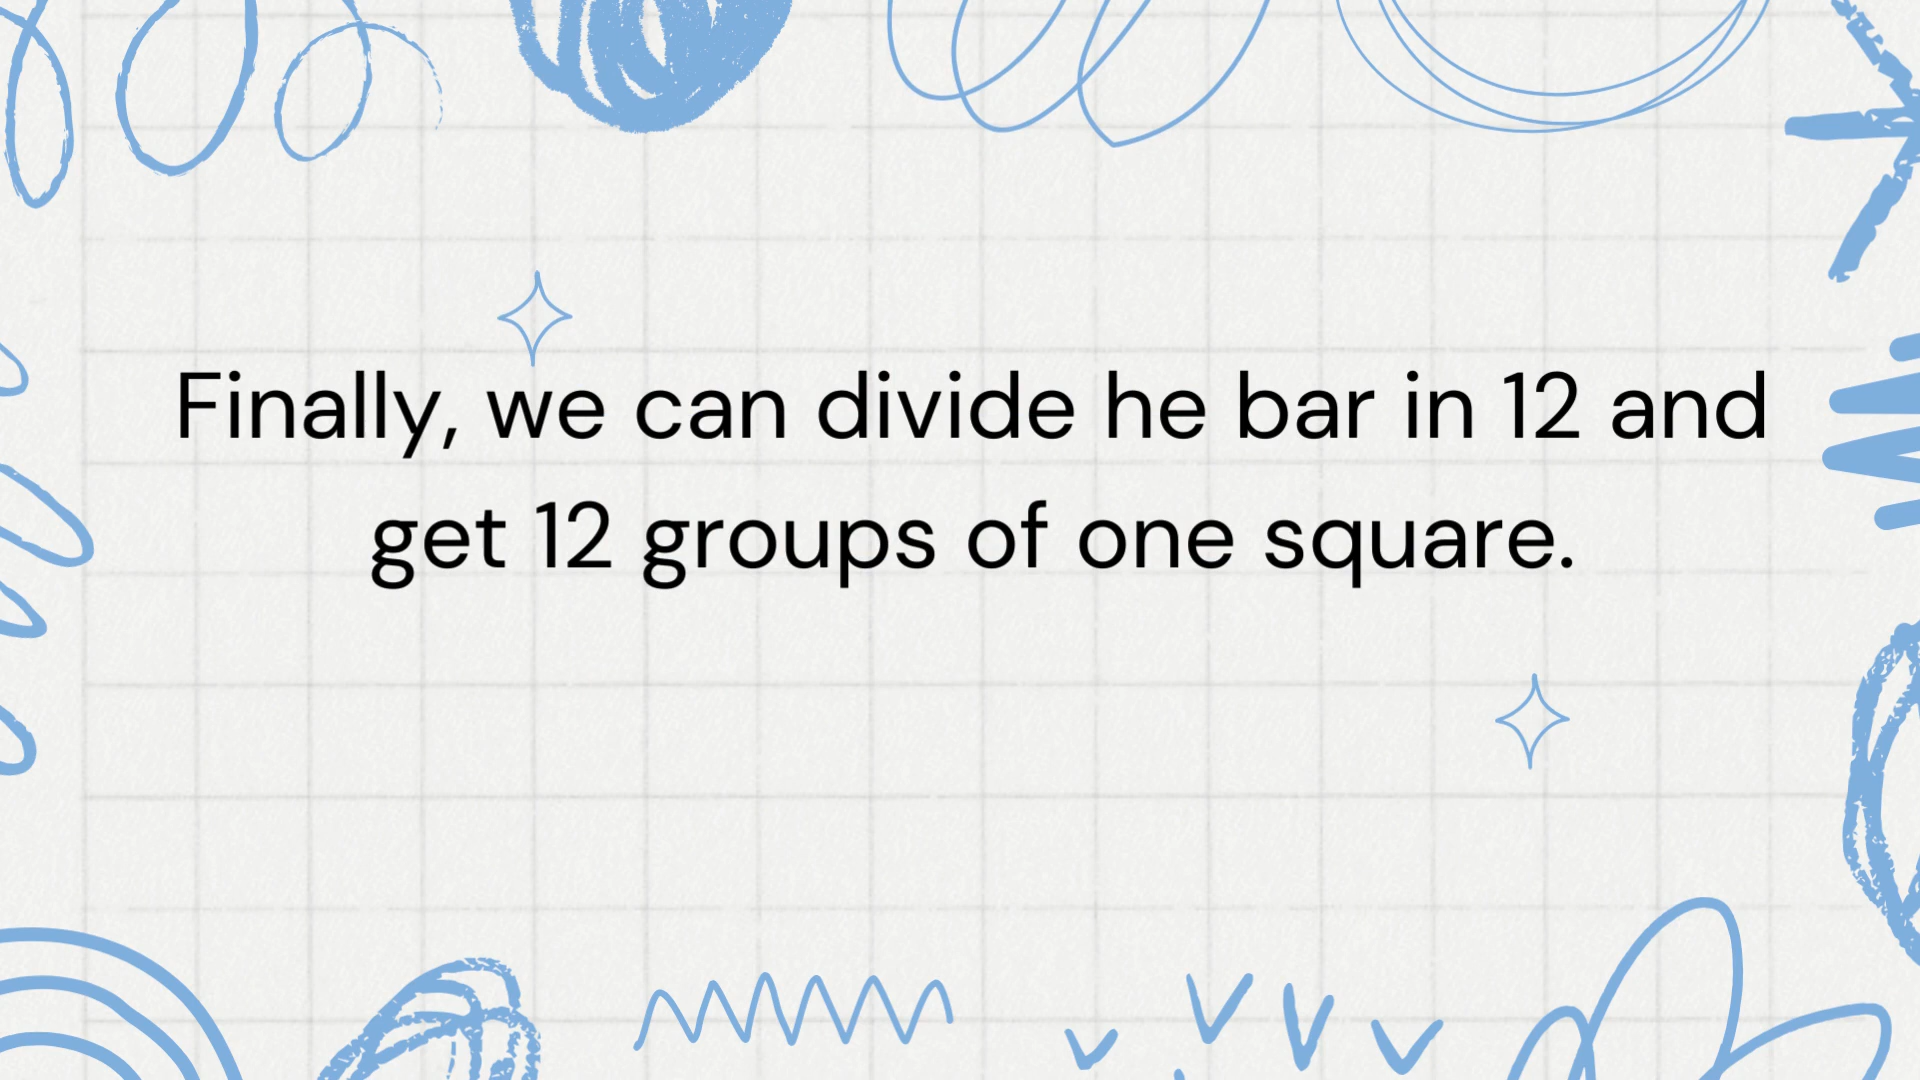 Finally, we can divide he bar in 12 and
get 12 groups of one square.